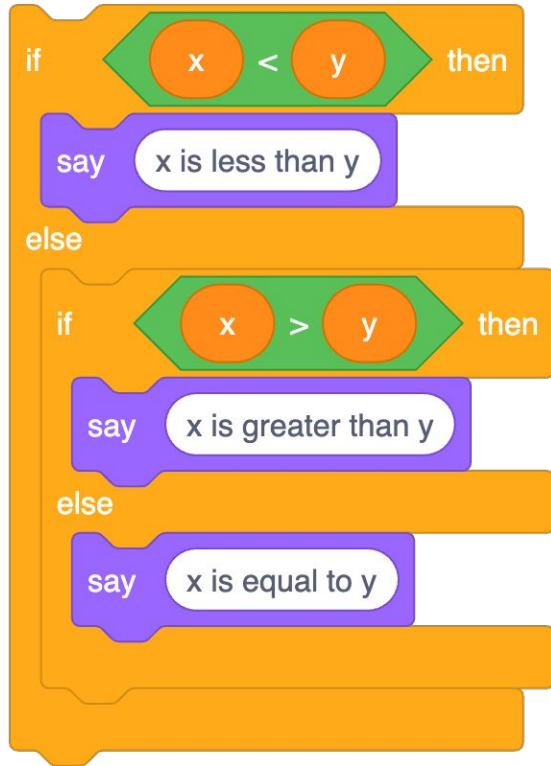 if x < y then
say x is less than y
else
if x > y then
say x is greater than y
else
say x is equal to y